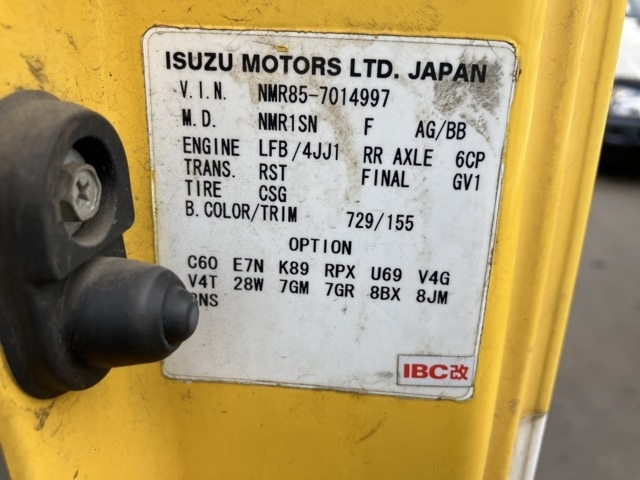 ISUZU MOTORS LTD. JAPAN
V.I.N. NMR85-7014997
M.D. NMR1SN F AG/BB
ENGINE LFB/4JJ1 RR AXLE 6CP
TRANS. RST FINAL GV1
TIRE CSG
B.COLOR/TRIM 729/155
OPTION
C60 E7N K89 RPX U69 V4G
V4T 28W 7GM 7GR 8BX 8JM
IBC改